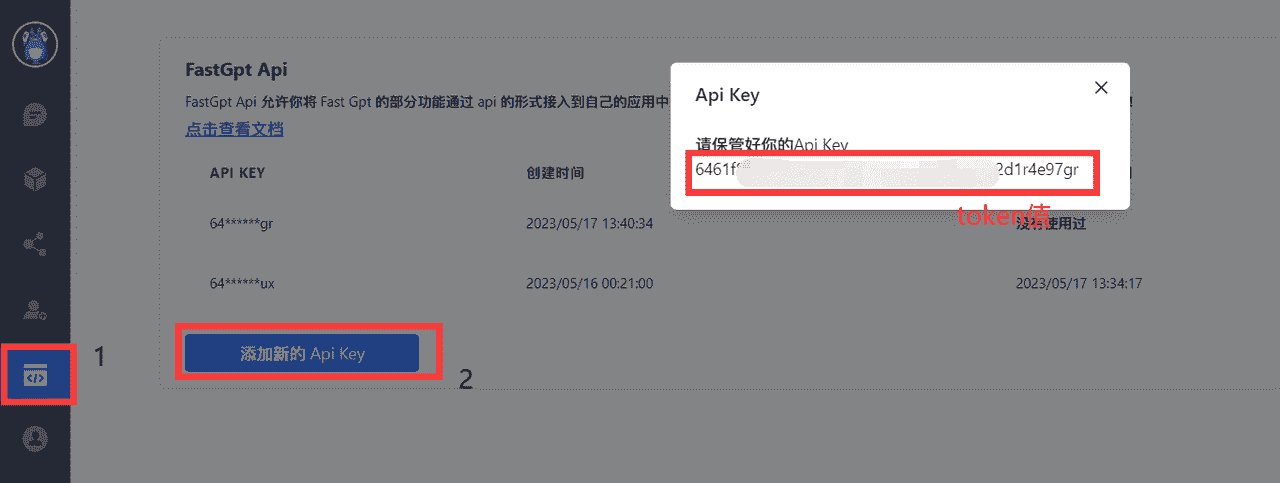 FastGpt Api
FastGpt Api 允许你将 Fast Gpt 的部分功能通过 api 的形式接入到自己的应用中
点击查看文档
Api Key
请保管好你的Api Key
6461f
2d1r4e97gr
token值
API KEY
创建时间
64******gr
2023/05/17 13:40:34
没有使用过
64******ux
2023/05/16 00:21:00
2023/05/17 13:34:17
添加新的 Api Key
1
2